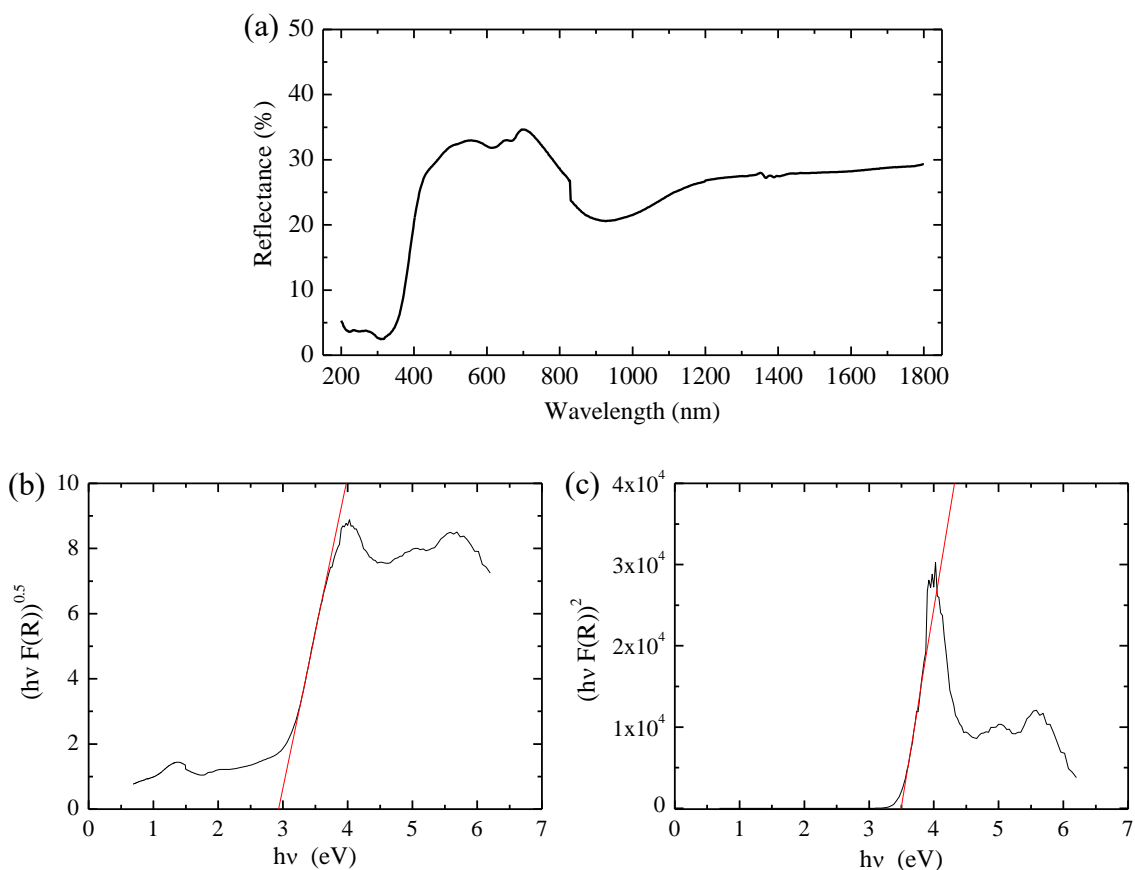 (a)
50
40
30
20
10
0
Reflectance (%)
200 400 600 800 1000 1200 1400 1600 1800
Wavelength (nm)
(b)
10
8
6
4
2
0
(hν F(R))^0.5
0 1 2 3 4 5 6 7
hν (eV)
(c)
4x10^4
3x10^4
2x10^4
1x10^4
0
(hν F(R))^2
0 1 2 3 4 5 6 7
hν (eV)